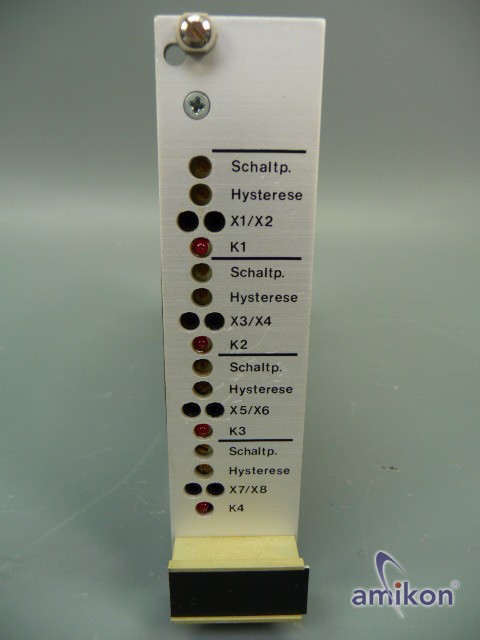 Schaltp.
Hysterese
X1/X2
K1
Schaltp.
Hysterese
X3/X4
K2
Schaltp.
Hysterese
X5/X6
K3
Schaltp.
Hysterese
X7/X8
K4
amikon®